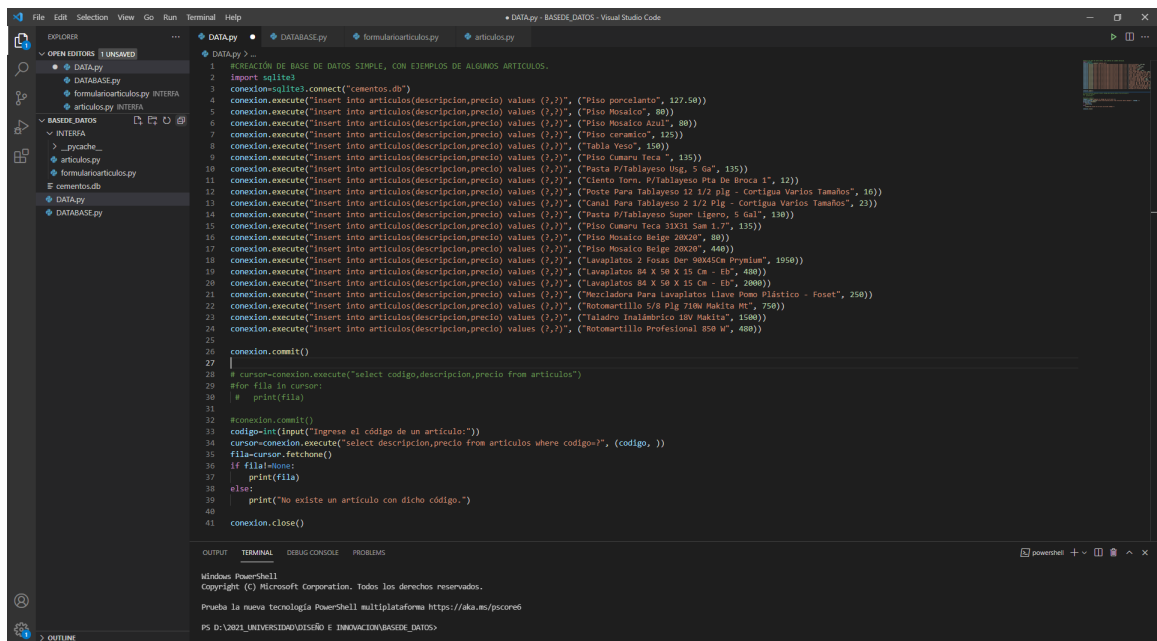 File Edit Selection View Go Run Terminal Help
● DATA.py - BASEDE_DATOS - Visual Studio Code
EXPLORER
OPEN EDITORS 1 UNSAVED
DATA.py
DATABASE.py
formularioarticulos.py INTERFA
articulos.py INTERFA
BASEDE_DATOS
INTERFA
__pycache__
articulos.py
formularioarticulos.py
cementos.db
DATA.py
DATABASE.py
OUTLINE
DATA.py DATABASE.py formularioarticulos.py articulos.py
DATA.py > ...
1 #CREACIÓN DE BASE DE DATOS SIMPLE, CON EJEMPLOS DE ALGUNOS ARTICULOS.
2 import sqlite3
3 conexion=sqlite3.connect("cementos.db")
4 conexion.execute("insert into articulos(descripcion,precio) values (?,?)", ("Piso porcelanto", 127.50))
5 conexion.execute("insert into articulos(descripcion,precio) values (?,?)", ("Piso Mosaico", 80))
6 conexion.execute("insert into articulos(descripcion,precio) values (?,?)", ("Piso Mosaico Azul", 80))
7 conexion.execute("insert into articulos(descripcion,precio) values (?,?)", ("Piso ceramico", 125))
8 conexion.execute("insert into articulos(descripcion,precio) values (?,?)", ("Tabla Yeso", 150))
9 conexion.execute("insert into articulos(descripcion,precio) values (?,?)", ("Piso Cumaru Teca ", 135))
10 conexion.execute("insert into articulos(descripcion,precio) values (?,?)", ("Pasta P/Tablayeso Usg, 5 Ga", 135))
11 conexion.execute("insert into articulos(descripcion,precio) values (?,?)", ("Ciento Torn. P/Tablayeso Pta De Broca 1", 12))
12 conexion.execute("insert into articulos(descripcion,precio) values (?,?)", ("Poste Para Tablayeso 12 1/2 plg - Cortigua Varios Tamaños", 16))
13 conexion.execute("insert into articulos(descripcion,precio) values (?,?)", ("Canal Para Tablayeso 2 1/2 Plg - Cortigua Varios Tamaños", 23))
14 conexion.execute("insert into articulos(descripcion,precio) values (?,?)", ("Pasta P/Tablayeso Super Ligero, 5 Gal", 130))
15 conexion.execute("insert into articulos(descripcion,precio) values (?,?)", ("Piso Cumaru Teca 31X31 Sam 1.7", 135))
16 conexion.execute("insert into articulos(descripcion,precio) values (?,?)", ("Piso Mosaico Beige 20X20", 80))
17 conexion.execute("insert into articulos(descripcion,precio) values (?,?)", ("Piso Mosaico Beige 20X20", 440))
18 conexion.execute("insert into articulos(descripcion,precio) values (?,?)", ("Lavaplatos 2 Fosas Der 90X45Cm Prymium", 1950))
19 conexion.execute("insert into articulos(descripcion,precio) values (?,?)", ("Lavaplatos 84 X 50 X 15 Cm - Eb", 480))
20 conexion.execute("insert into articulos(descripcion,precio) values (?,?)", ("Lavaplatos 84 X 50 X 15 Cm - Eb", 2000))
21 conexion.execute("insert into articulos(descripcion,precio) values (?,?)", ("Mezcladora Para Lavaplatos Llave Pomo Plástico - Foset", 250))
22 conexion.execute("insert into articulos(descripcion,precio) values (?,?)", ("Rotomartillo 5/8 Plg 710W Makita Mt", 750))
23 conexion.execute("insert into articulos(descripcion,precio) values (?,?)", ("Taladro Inalámbrico 18V Makita", 1500))
24 conexion.execute("insert into articulos(descripcion,precio) values (?,?)", ("Rotomartillo Profesional 850 W", 480))
25
26 conexion.commit()
27
28 # cursor=conexion.execute("select codigo,descripcion,precio from articulos")
29 #for fila in cursor:
30 # print(fila)
31
32 #conexion.commit()
33 codigo=int(input("Ingrese el código de un artículo:"))
34 cursor=conexion.execute("select descripcion,precio from articulos where codigo=?", (codigo, ))
35 fila=cursor.fetchone()
36 if fila!=None:
37 print(fila)
38 else:
39 print("No existe un artículo con dicho código.")
40
41 conexion.close()
OUTPUT TERMINAL DEBUG CONSOLE PROBLEMS
powershell
Windows PowerShell
Copyright (C) Microsoft Corporation. Todos los derechos reservados.
Prueba la nueva tecnología PowerShell multiplataforma https://aka.ms/pscore6
PS D:\2021_UNIVERSIDAD\DISEÑO E INNOVACION\BASEDE_DATOS>